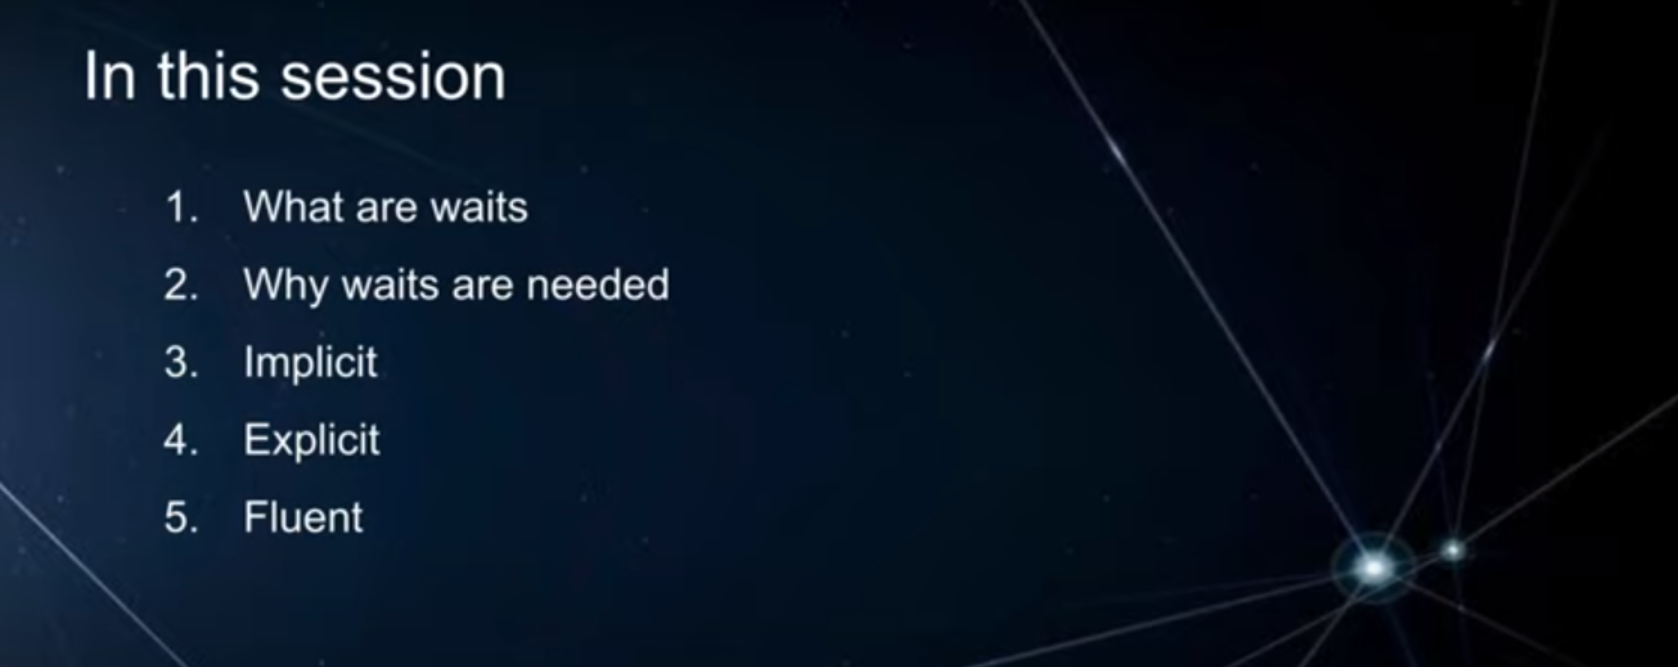 In this session
1. What are waits
2. Why waits are needed
3. Implicit
4. Explicit
5. Fluent